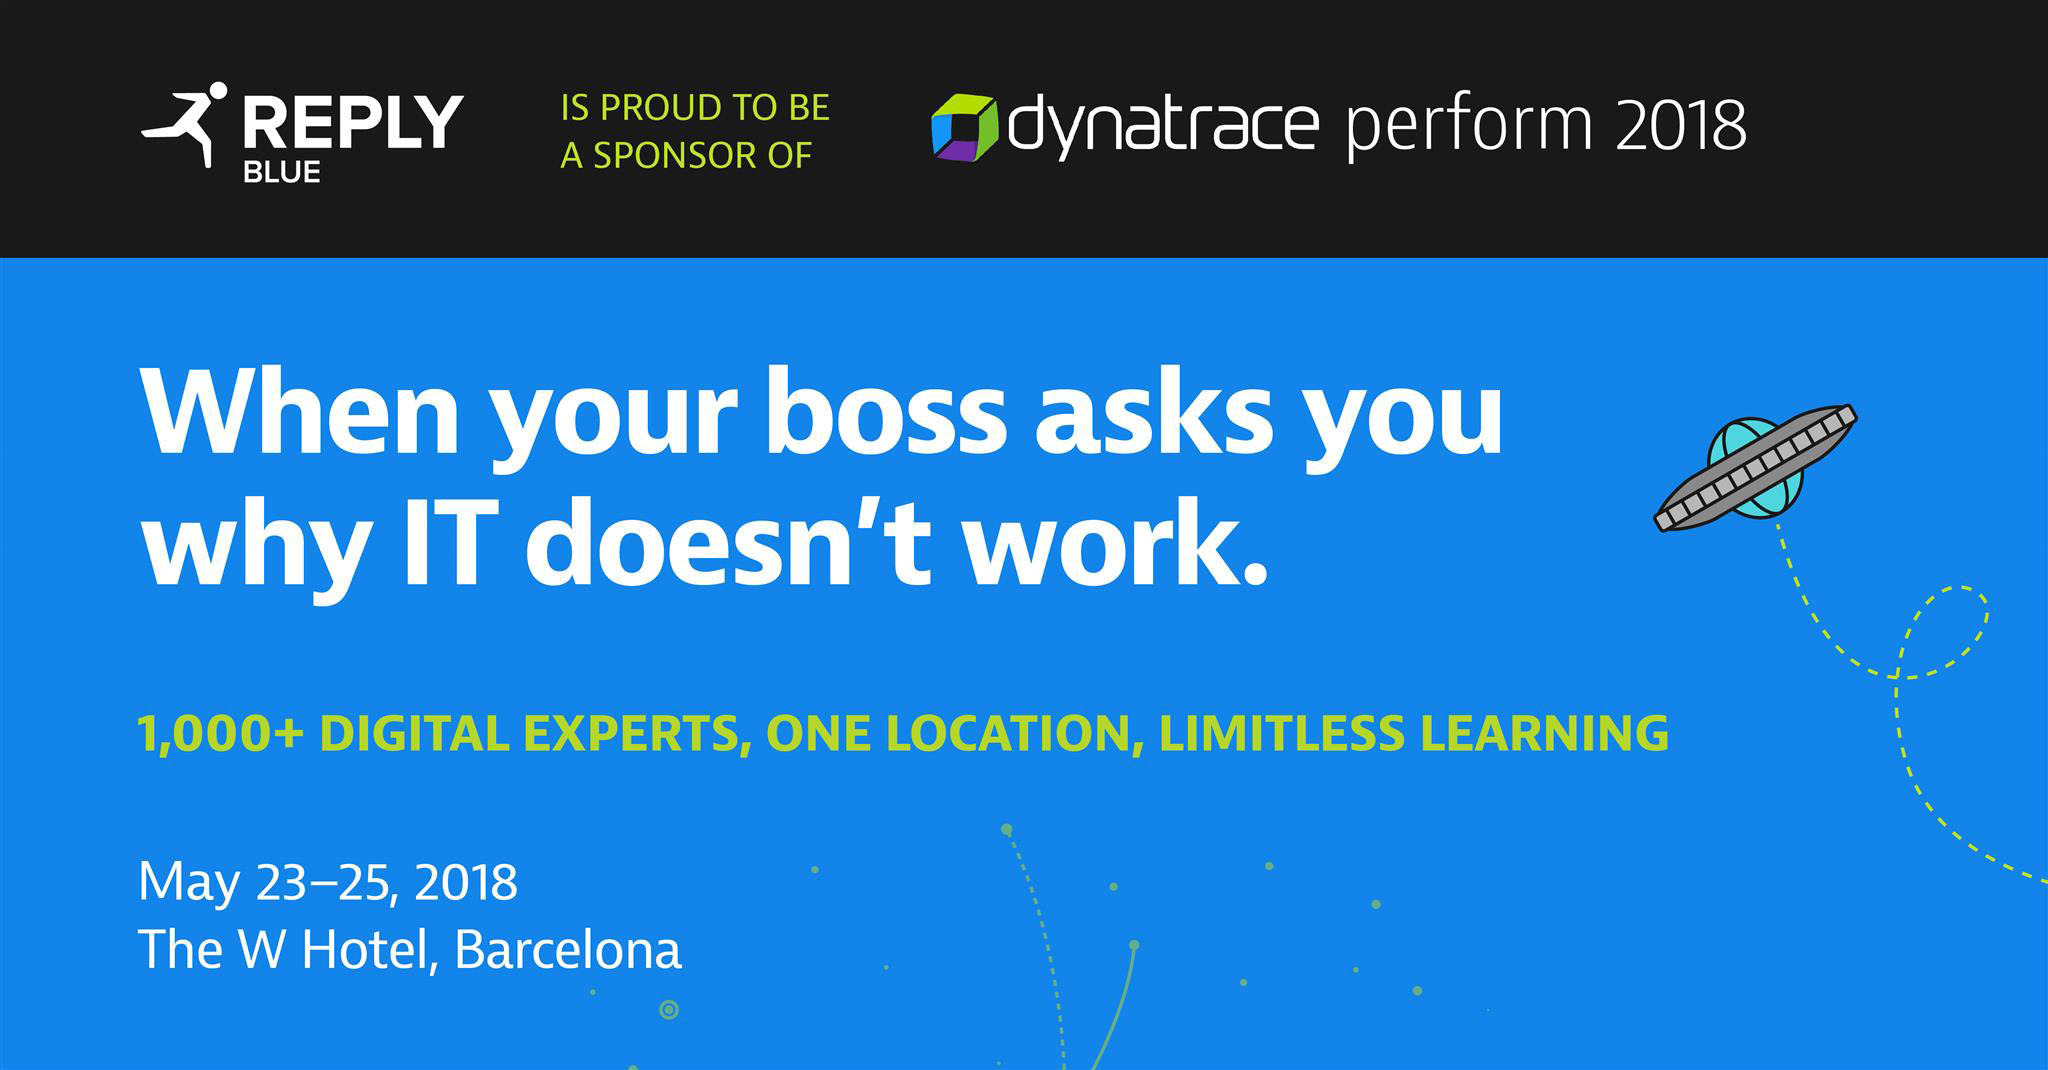 REPLY
BLUE
IS PROUD TO BE
A SPONSOR OF
dynatrace perform 2018
When your boss asks you
why IT doesn't work.
1,000+ DIGITAL EXPERTS, ONE LOCATION, LIMITLESS LEARNING
May 23–25, 2018
The W Hotel, Barcelona